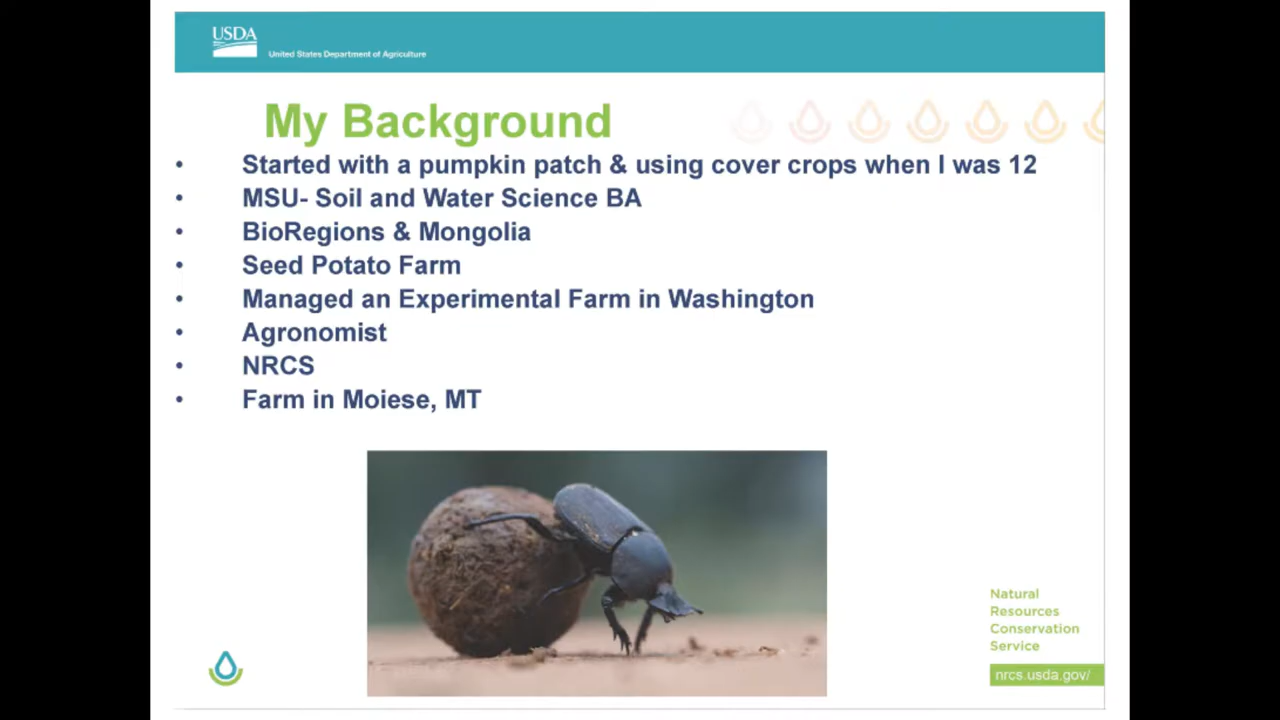 USDA
United States Department of Agriculture
My Background
• Started with a pumpkin patch & using cover crops when I was 12
• MSU- Soil and Water Science BA
• BioRegions & Mongolia
• Seed Potato Farm
• Managed an Experimental Farm in Washington
• Agronomist
• NRCS
• Farm in Moiese, MT
Natural
Resources
Conservation
Service
nrcs.usda.gov/